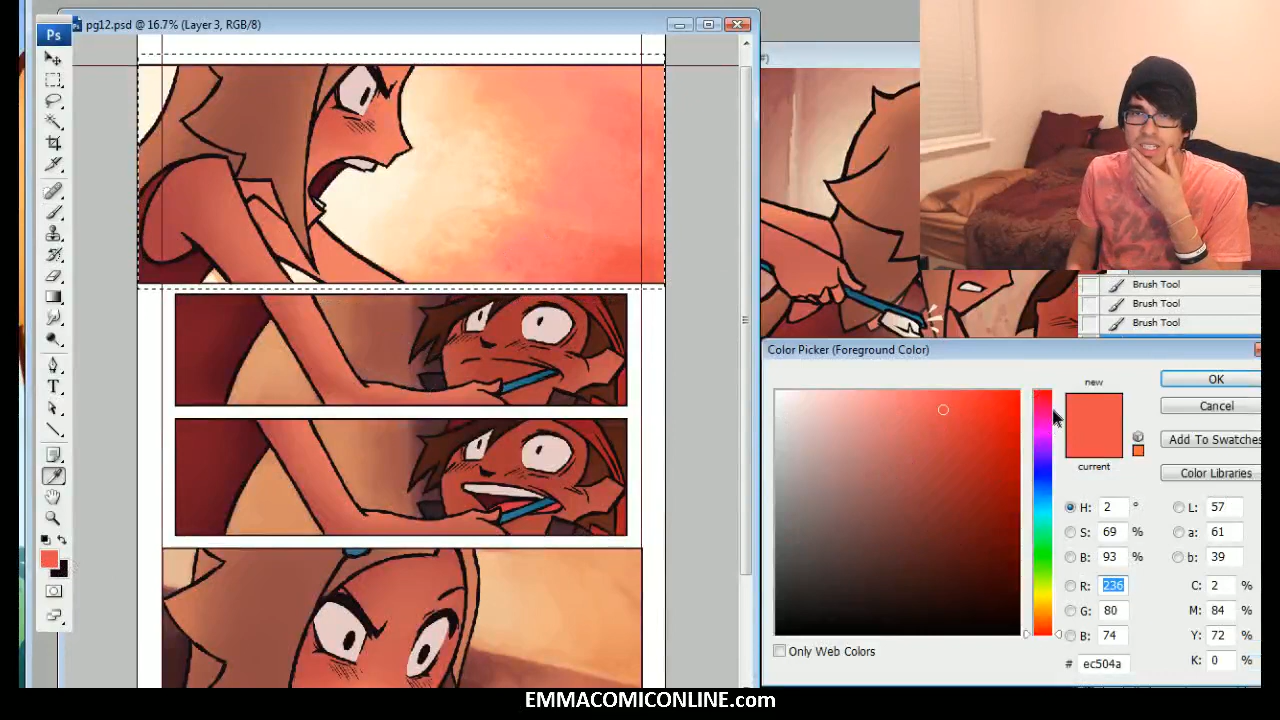 pg12.psd @ 16.7% (Layer 3, RGB/8)
Ps
T
Brush Tool
Brush Tool
Brush Tool
Color Picker (Foreground Color)
new
current
OK
Cancel
Add To Swatches
Color Libraries
H: 2 °
S: 69 %
B: 93 %
R: 236
G: 80
B: 74
L: 57
a: 61
b: 39
C: 2 %
M: 84 %
Y: 72 %
K: 0 %
# ec504a
Only Web Colors
EMMACOMICONLINE.com